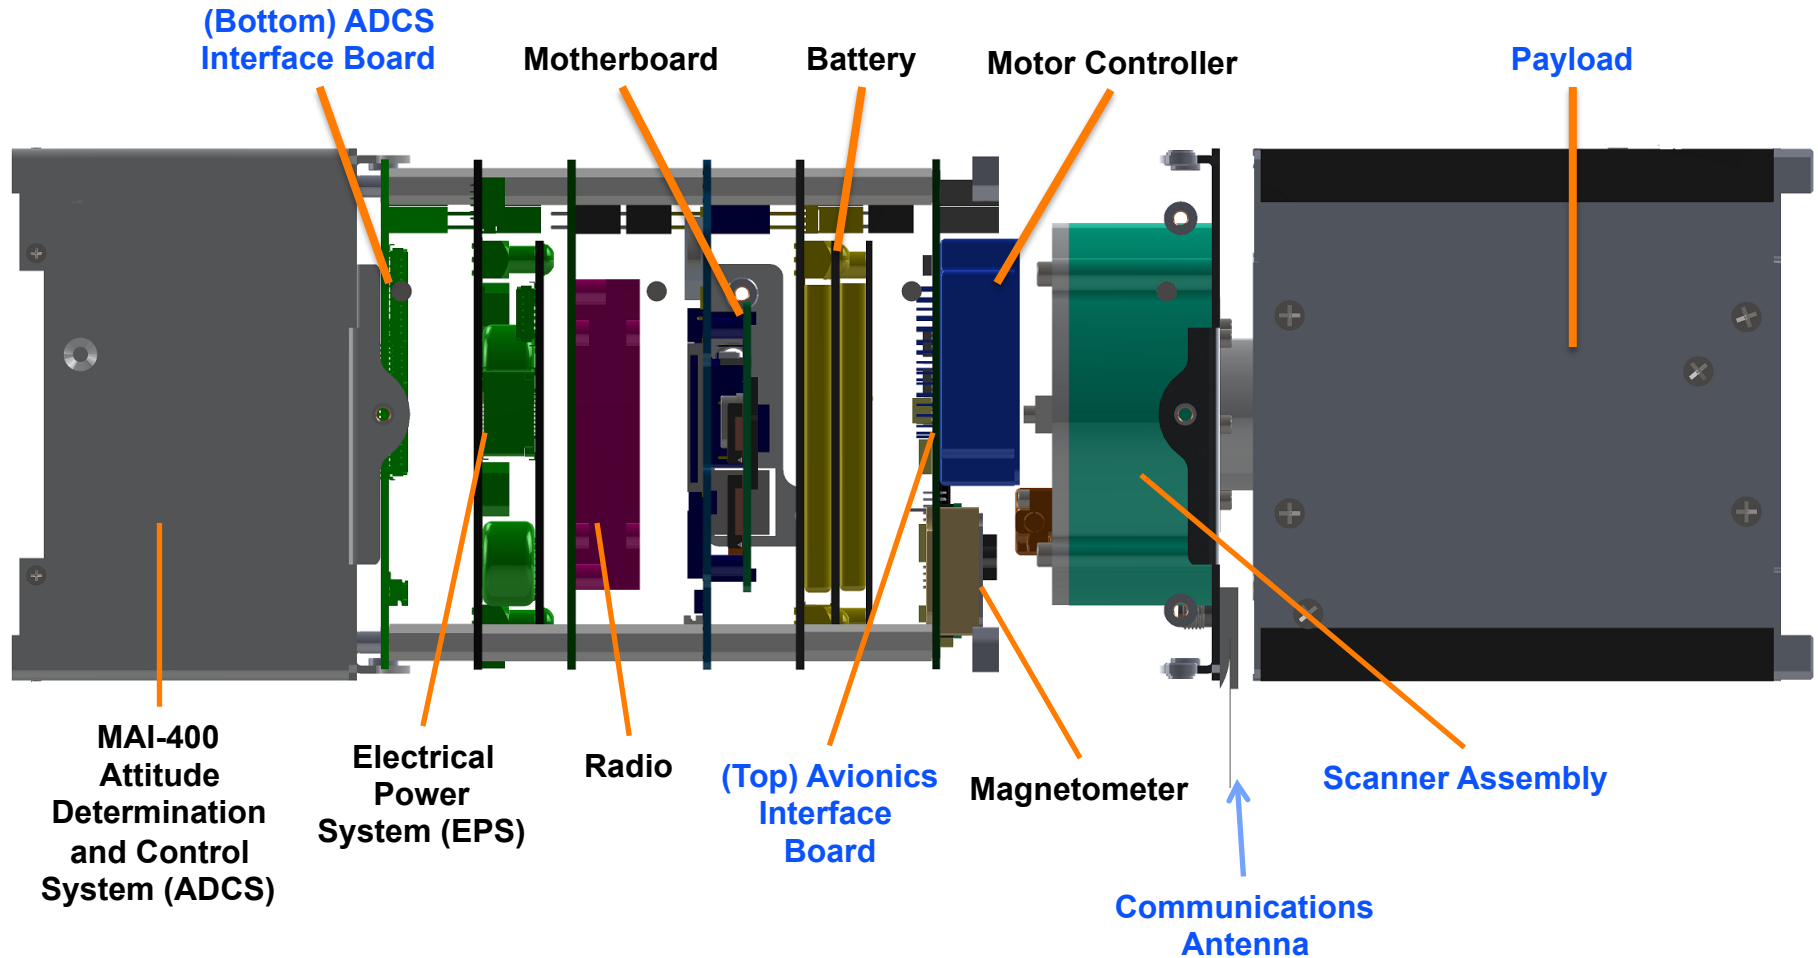 (Bottom) ADCS
Interface Board
Motherboard
Battery
Motor Controller
Payload
MAI-400
Attitude
Determination
and Control
System (ADCS)
Electrical
Power
System (EPS)
Radio
(Top) Avionics
Interface
Board
Magnetometer
Scanner Assembly
Communications
Antenna